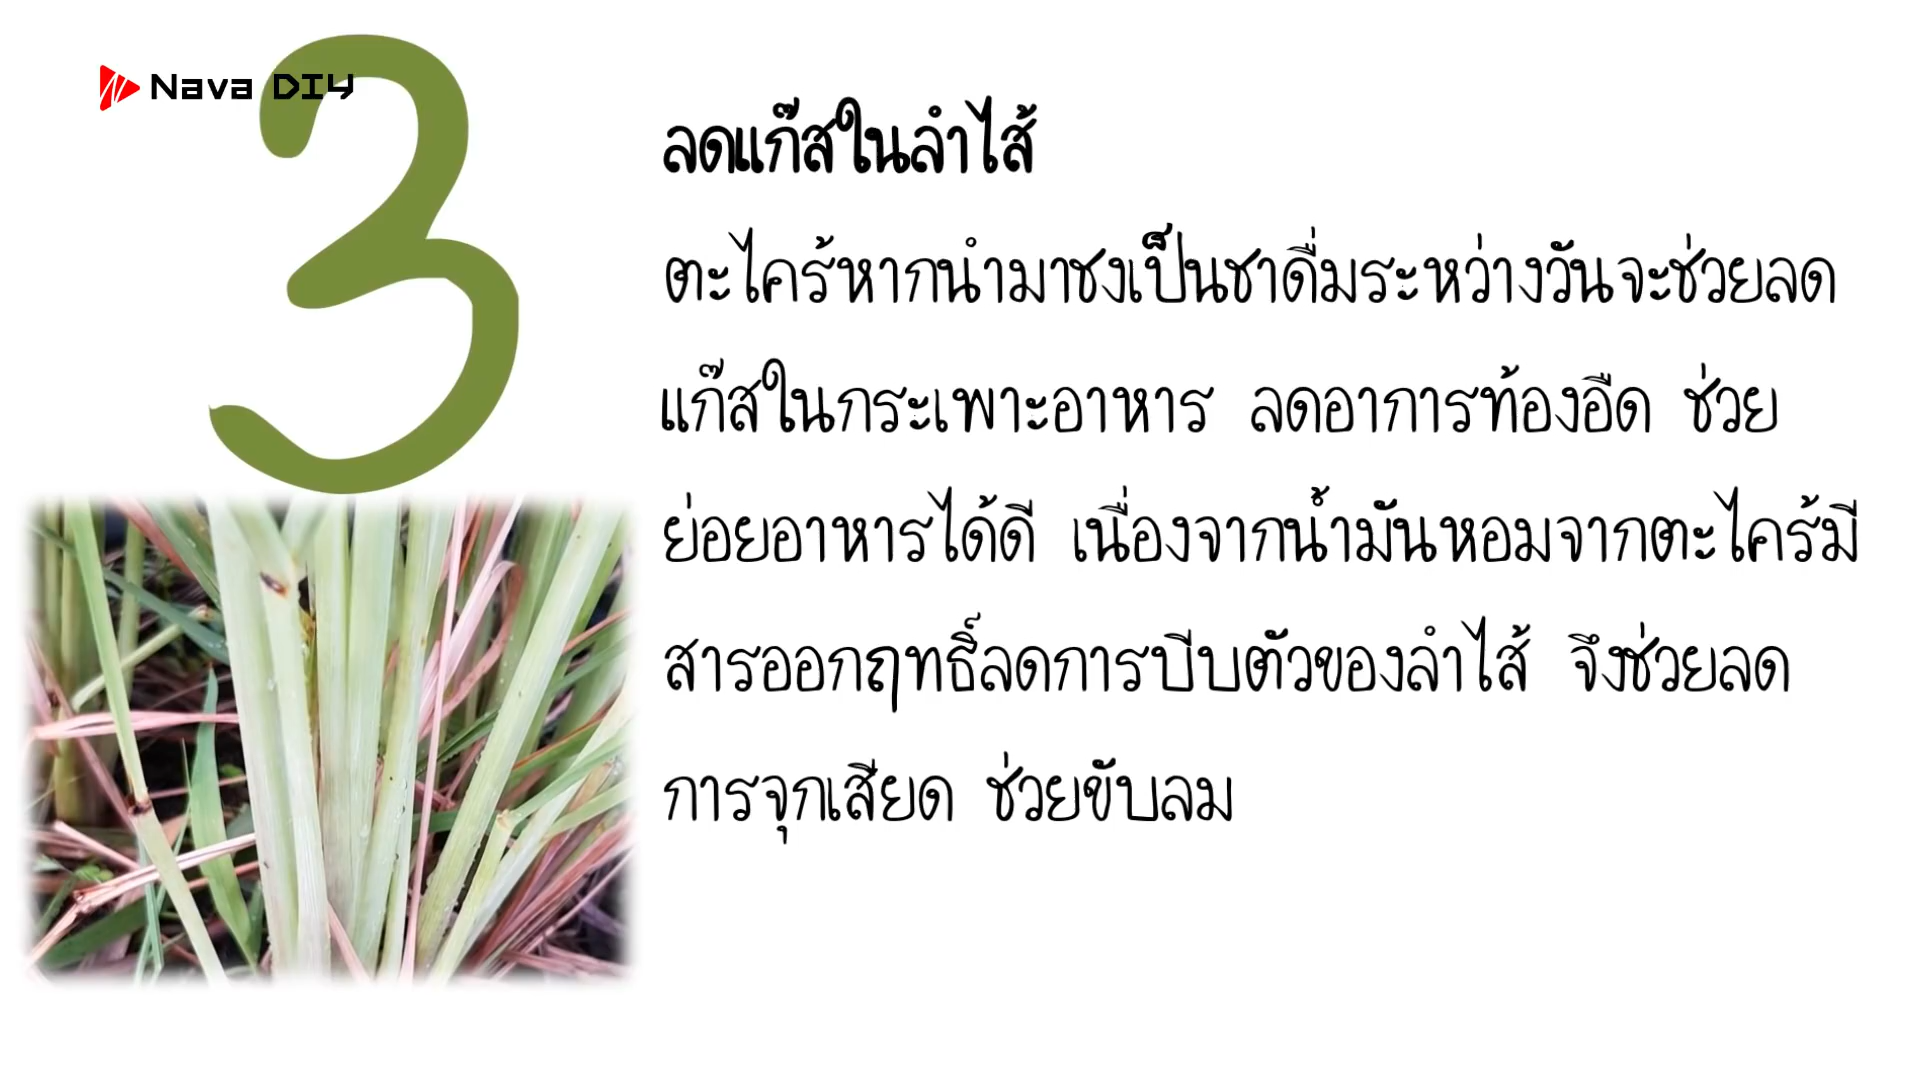 3
Nava DIY
ลดแก๊สในลำไส้
ตะไคร้หากนำมาชงเป็นชาดื่มระหว่างวันจะช่วยลด
แก๊สในกระเพาะอาหาร ลดอาการท้องอืด ช่วย
ย่อยอาหารได้ดี เนื่องจากน้ำมันหอมจากตะไคร้มี
สารออกฤทธิ์ลดการบีบตัวของลำไส้ จึงช่วยลด
การจุกเสียด ช่วยขับลม